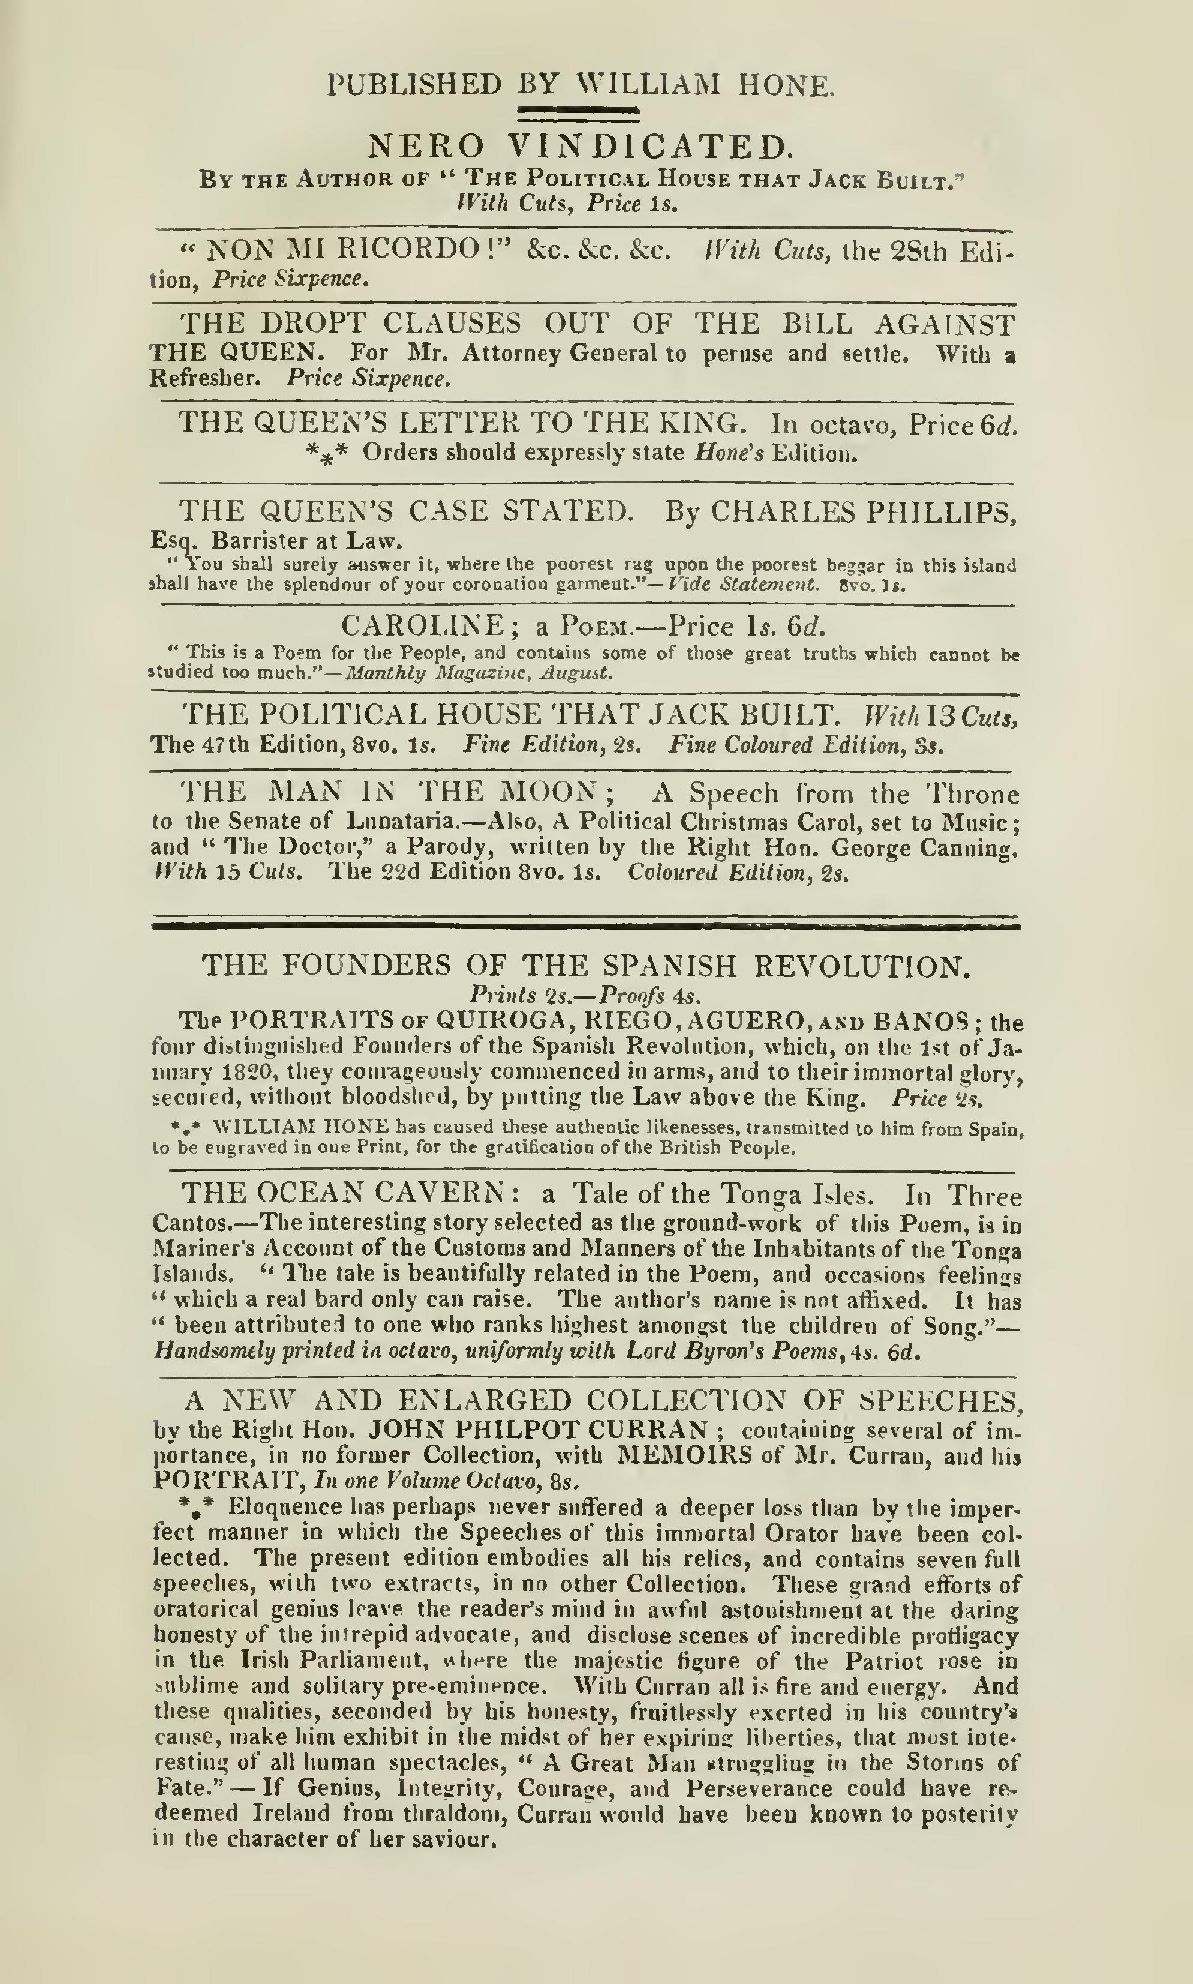 PUBLISHED BY WILLIAM HONE.
NERO VINDICATED.
BY THE AUTHOR OF “ THE POLITICAL HOUSE THAT JACK BUILT.”
With Cuts, Price 1s.
“ NON MI RICORDO !” &c. &c. &c. With Cuts, the 28th Edi-
tion, Price Sixpence.
THE DROPT CLAUSES OUT OF THE BILL AGAINST
THE QUEEN. For Mr. Attorney General to peruse and settle. With a
Refresher. Price Sixpence.
THE QUEEN'S LETTER TO THE KING. In octavo, Price 6d.
*⁎* Orders should expressly state Hone's Edition.
THE QUEEN'S CASE STATED. By CHARLES PHILLIPS,
Esq. Barrister at Law.
“ You shall surely answer it, where the poorest rag upon the poorest beggar in this island
shall have the splendour of your coronation garment.”—Vide Statement. 8vo. 1s.
CAROLINE; a POEM.—Price 1s. 6d.
“ This is a Poem for the People, and contains some of those great truths which cannot be
studied too much.”—Monthly Magazine, August.
THE POLITICAL HOUSE THAT JACK BUILT. With 13 Cuts,
The 47th Edition, 8vo. 1s. Fine Edition, 2s. Fine Coloured Edition, 3s.
THE MAN IN THE MOON; A Speech from the Throne
to the Senate of Lunataria.—Also, A Political Christmas Carol, set to Music;
and “ The Doctor,” a Parody, written by the Right Hon. George Canning.
With 15 Cuts. The 22d Edition 8vo. 1s. Coloured Edition, 2s.
THE FOUNDERS OF THE SPANISH REVOLUTION.
Prints 2s.—Proofs 4s.
The PORTRAITS OF QUIROGA, RIEGO, AGUERO, AND BANOS; the
four distinguished Founders of the Spanish Revolution, which, on the 1st of Ja-
nuary 1820, they courageously commenced in arms, and to their immortal glory,
secured, without bloodshed, by putting the Law above the King. Price 2s.
*⁎* WILLIAM HONE has caused these authentic likenesses, transmitted to him from Spain,
to be engraved in one Print, for the gratification of the British People.
THE OCEAN CAVERN: a Tale of the Tonga Isles. In Three
Cantos.—The interesting story selected as the ground-work of this Poem, is in
Mariner's Account of the Customs and Manners of the Inhabitants of the Tonga
Islands. “ The tale is beautifully related in the Poem, and occasions feelings
“ which a real bard only can raise. The author's name is not affixed. It has
“ been attributed to one who ranks highest amongst the children of Song.”—
Handsomely printed in octavo, uniformly with Lord Byron's Poems, 4s. 6d.
A NEW AND ENLARGED COLLECTION OF SPEECHES,
by the Right Hon. JOHN PHILPOT CURRAN; containing several of im-
portance, in no former Collection, with MEMOIRS of Mr. Curran, and his
PORTRAIT, In one Volume Octavo, 8s.
*⁎* Eloquence has perhaps never suffered a deeper loss than by the imper-
fect manner in which the Speeches of this immortal Orator have been col-
lected. The present edition embodies all his relics, and contains seven full
speeches, with two extracts, in no other Collection. These grand efforts of
oratorical genius leave the reader's mind in awful astonishment at the daring
honesty of the intrepid advocate, and disclose scenes of incredible profligacy
in the Irish Parliament, where the majestic figure of the Patriot rose in
sublime and solitary pre-eminence. With Curran all is fire and energy. And
these qualities, seconded by his honesty, fruitlessly exerted in his country's
cause, make him exhibit in the midst of her expiring liberties, that most inte-
resting of all human spectacles, “ A Great Man struggling in the Storms of
Fate.” — If Genius, Integrity, Courage, and Perseverance could have re-
deemed Ireland from thraldom, Curran would have been known to posterity
in the character of her saviour.